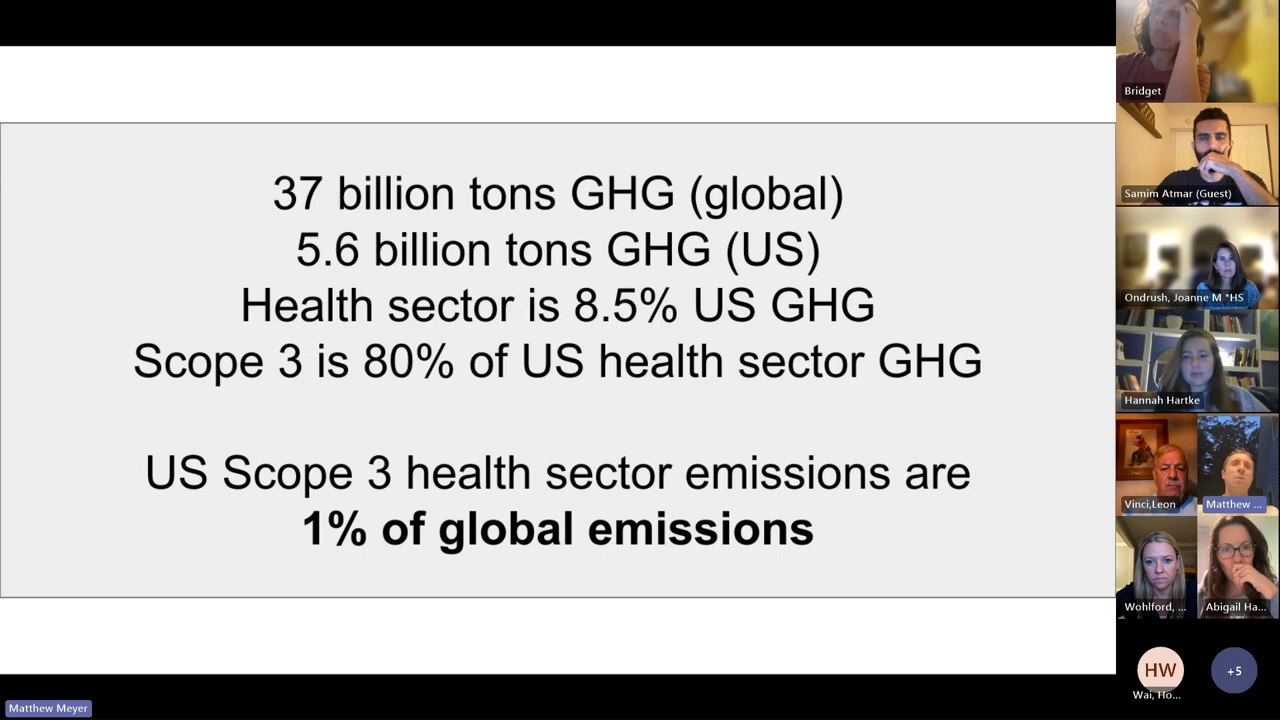 37 billion tons GHG (global)
5.6 billion tons GHG (US)
Health sector is 8.5% US GHG
Scope 3 is 80% of US health sector GHG
US Scope 3 health sector emissions are
1% of global emissions
Matthew Meyer
Bridget
Samim Atmar (Guest)
Ondrush, Joanne M *HS
Hannah Hartke
Vinci,Leon
Matthew ...
Wohlford, ...
Abigail Ha...
HW
Wai, Ho...
+5